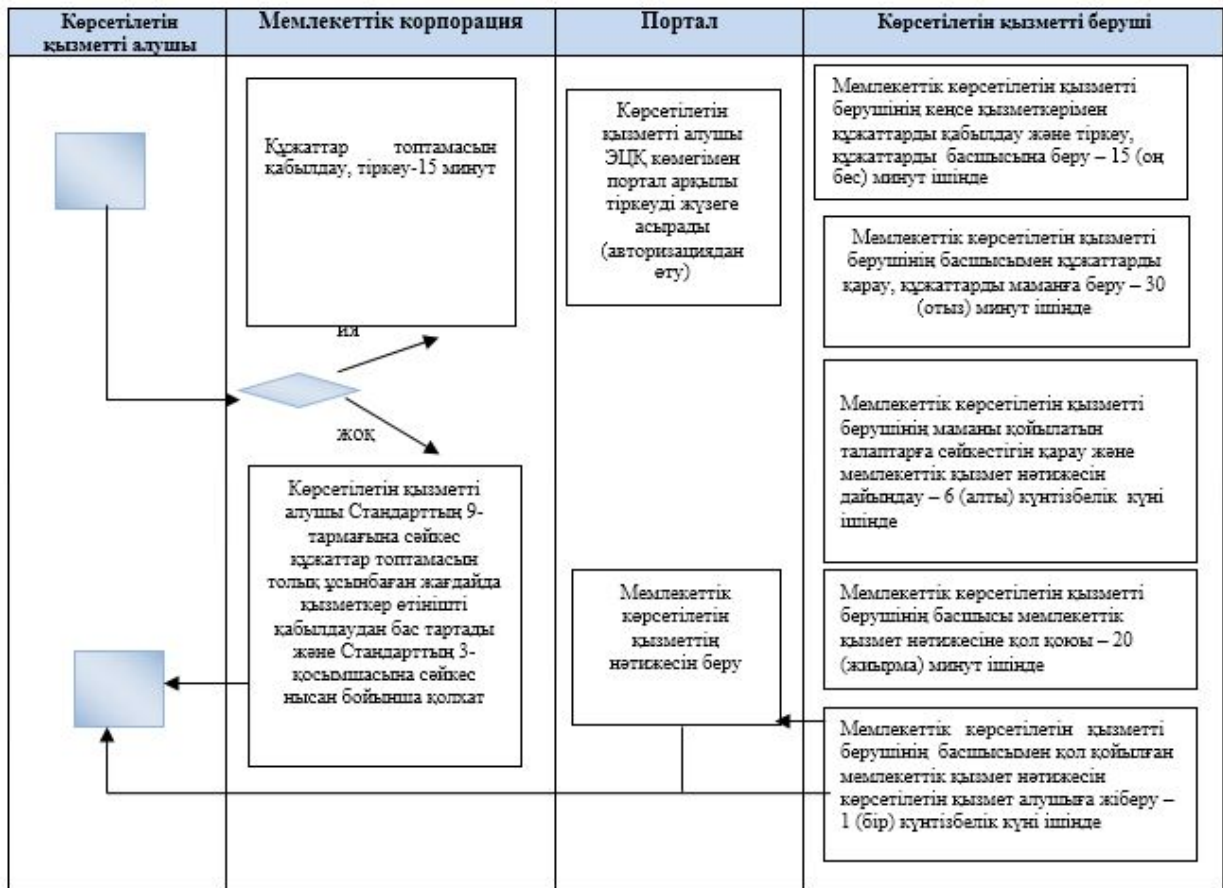 Көрсетілетін
қызметті алушы
Мемлекеттік корпорация
Портал
Көрсетілетін қызметті беруші
Құжаттар топтамасын
қабылдау, тіркеу-15 минут
ия
жоқ
Көрсетілетін қызметті
алушы Стандарттың 9-
тармағына сәйкес
құжаттар топтамасын
толық ұсынбаған жағдайда
қызметкер өтінішті
қабылдаудан бас тартады
және Стандарттың 3-
қосымшасына сәйкес
нысан бойынша қолхат
Көрсетілетін
қызметті алушы
ЭЦҚ көмегімен
портал арқылы
тіркеуді жүзеге
асырады
(авторизациядан
өту)
Мемлекеттік
көрсетілетін
қызметтің
нәтижесін беру
Мемлекеттік көрсетілетін қызметті
берушінің кеңсе қызметкерімен
құжаттарды қабылдау және тіркеу,
құжаттарды басшысына беру – 15 (он
бес) минут ішінде
Мемлекеттік көрсетілетін қызметті
берушінің басшысымен құжаттарды
қарау, құжаттарды маманға беру – 30
(отыз) минут ішінде
Мемлекеттік көрсетілетін қызметті
берушінің маманы қойылатын
талаптарға сәйкестігін қарау және
мемлекеттік қызмет нәтижесін
дайындау – 6 (алты) күнтізбелік күні
ішінде
Мемлекеттік көрсетілетін қызметті
берушінің басшысы мемлекеттік
қызмет нәтижесіне қол қоюы – 20
(жиырма) минут ішінде
Мемлекеттік көрсетілетін қызметті
берушінің басшысымен қол қойылған
мемлекеттік қызмет нәтижесін
көрсетілетін қызмет алушыға жіберу –
1 (бір) күнтізбелік күні ішінде